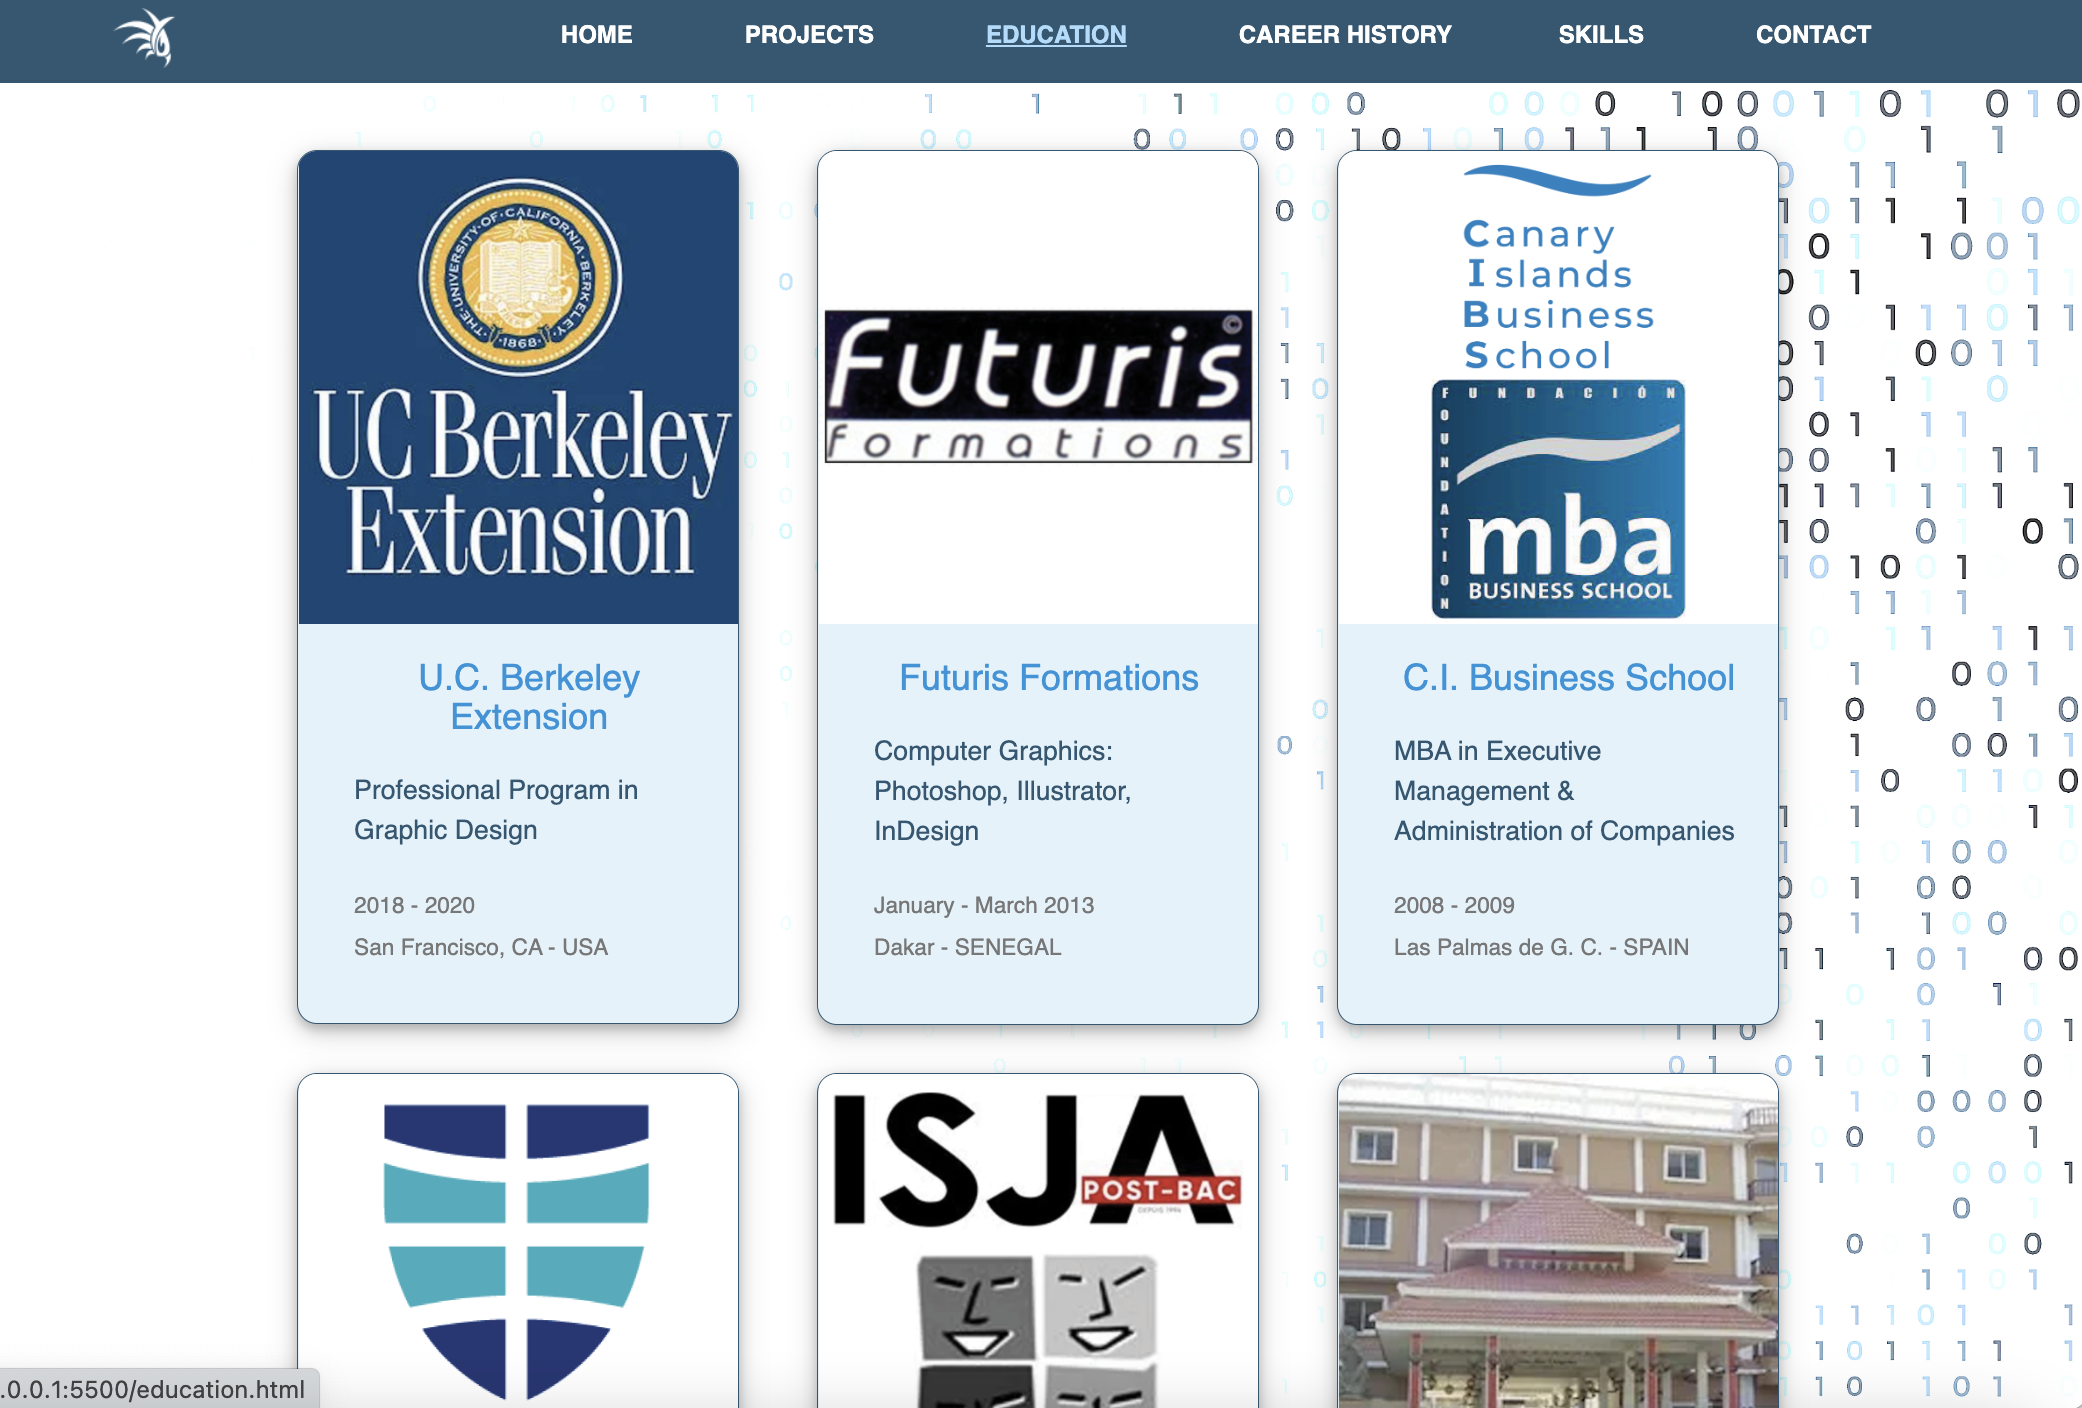 HOME PROJECTS EDUCATION CAREER HISTORY SKILLS CONTACT
THE·UNIVERSITY·OF·CALIFORNIA·BERKELEY
·1868·
UC Berkeley
Extension
U.C. Berkeley
Extension
Professional Program in
Graphic Design
2018 - 2020
San Francisco, CA - USA
Futuris ©
formations
Futuris Formations
Computer Graphics:
Photoshop, Illustrator,
InDesign
January - March 2013
Dakar - SENEGAL
Canary
Islands
Business
School
FUNDACIÓN
FOUNDATION
mba
BUSINESS SCHOOL
C.I. Business School
MBA in Executive
Management &
Administration of Companies
2008 - 2009
Las Palmas de G. C. - SPAIN
ISJA
POST-BAC
DEPUIS 1994
.0.0.1:5500/education.html